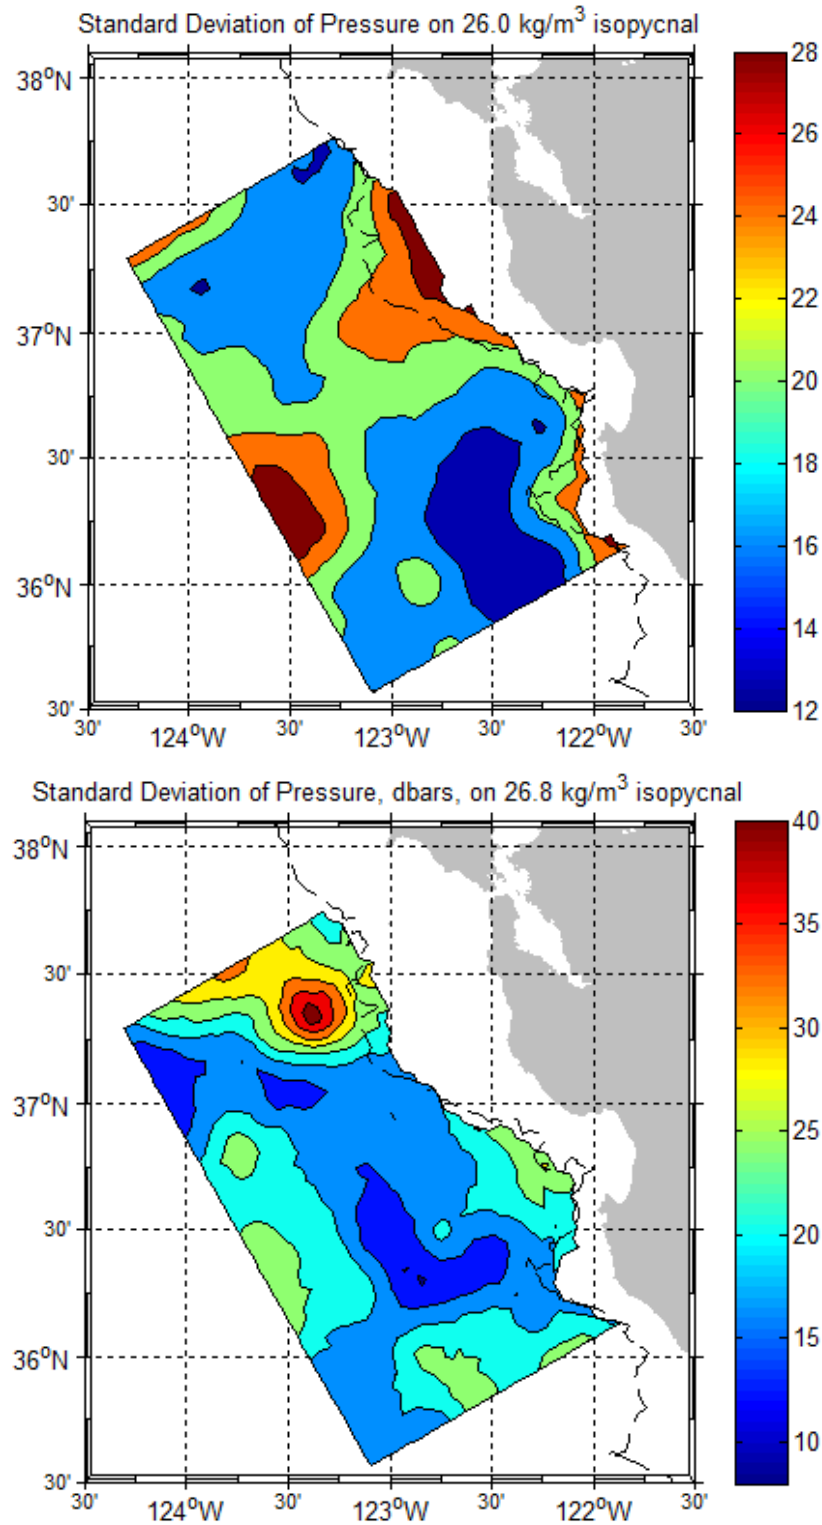 Standard Deviation of Pressure on 26.0 kg/m³ isopycnal
38°N
30'
37°N
30'
36°N
30'
30'
124°W
30'
123°W
30'
122°W
30'
28
26
24
22
20
18
16
14
12
Standard Deviation of Pressure, dbars, on 26.8 kg/m³ isopycnal
38°N
30'
37°N
30'
36°N
30'
30'
124°W
30'
123°W
30'
122°W
30'
40
35
30
25
20
15
10